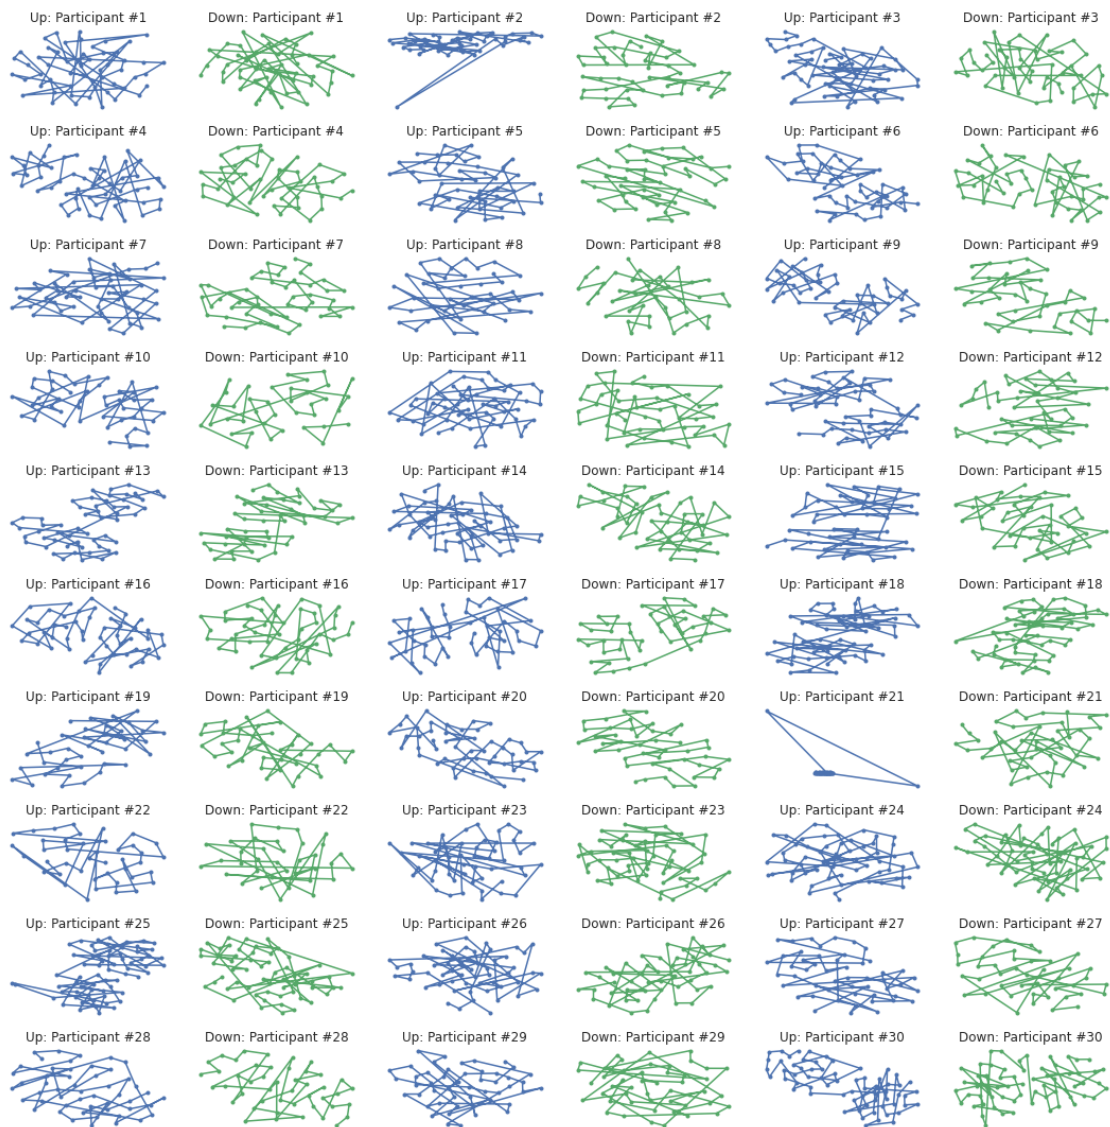 Up: Participant #1 Down: Participant #1 Up: Participant #2 Down: Participant #2 Up: Participant #3 Down: Participant #3
Up: Participant #4 Down: Participant #4 Up: Participant #5 Down: Participant #5 Up: Participant #6 Down: Participant #6
Up: Participant #7 Down: Participant #7 Up: Participant #8 Down: Participant #8 Up: Participant #9 Down: Participant #9
Up: Participant #10 Down: Participant #10 Up: Participant #11 Down: Participant #11 Up: Participant #12 Down: Participant #12
Up: Participant #13 Down: Participant #13 Up: Participant #14 Down: Participant #14 Up: Participant #15 Down: Participant #15
Up: Participant #16 Down: Participant #16 Up: Participant #17 Down: Participant #17 Up: Participant #18 Down: Participant #18
Up: Participant #19 Down: Participant #19 Up: Participant #20 Down: Participant #20 Up: Participant #21 Down: Participant #21
Up: Participant #22 Down: Participant #22 Up: Participant #23 Down: Participant #23 Up: Participant #24 Down: Participant #24
Up: Participant #25 Down: Participant #25 Up: Participant #26 Down: Participant #26 Up: Participant #27 Down: Participant #27
Up: Participant #28 Down: Participant #28 Up: Participant #29 Down: Participant #29 Up: Participant #30 Down: Participant #30